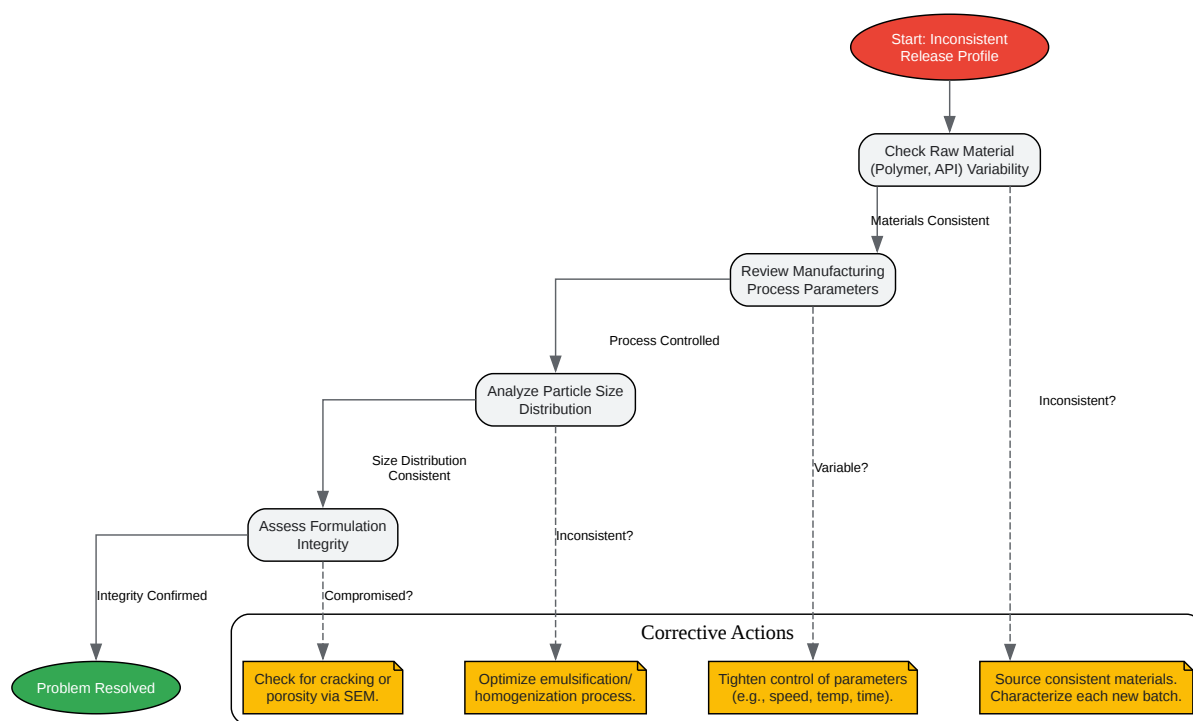 Start: Inconsistent
Release Profile
Check Raw Material
(Polymer, API) Variability
Materials Consistent
Review Manufacturing
Process Parameters
Process Controlled
Analyze Particle Size
Distribution
Inconsistent?
Size Distribution
Consistent
Variable?
Assess Formulation
Integrity
Inconsistent?
Integrity Confirmed
Compromised?
Corrective Actions
Problem Resolved
Check for cracking or
porosity via SEM.
Optimize emulsification/
homogenization process.
Tighten control of parameters
(e.g., speed, temp, time).
Source consistent materials.
Characterize each new batch.